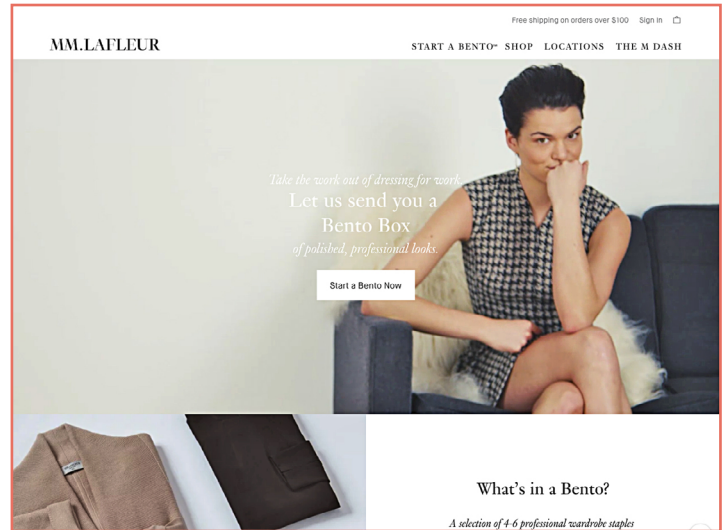 Free shipping on orders over $100 Sign in
MM.LAFLEUR
START A BENTO™ SHOP LOCATIONS THE M DASH
Take the work out of dressing for work.
Let us send you a
Bento Box
of polished, professional looks.
Start a Bento Now
What's in a Bento?
A selection of 4-6 professional wardrobe staples